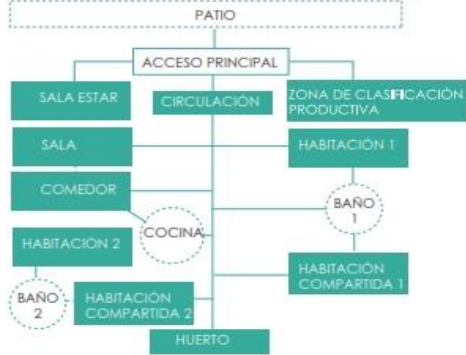 PATIO
ACCESO PRINCIPAL
SALA ESTAR
CIRCULACIÓN
ZONA DE CLASIFICACIÓN
PRODUCTIVA
SALA
HABITACIÓN 1
COMEDOR
BAÑO
1
COCINA
HABITACIÓN 2
HABITACIÓN
COMPARTIDA 1
BAÑO
2
HABITACIÓN
COMPARTIDA 2
HUERTO